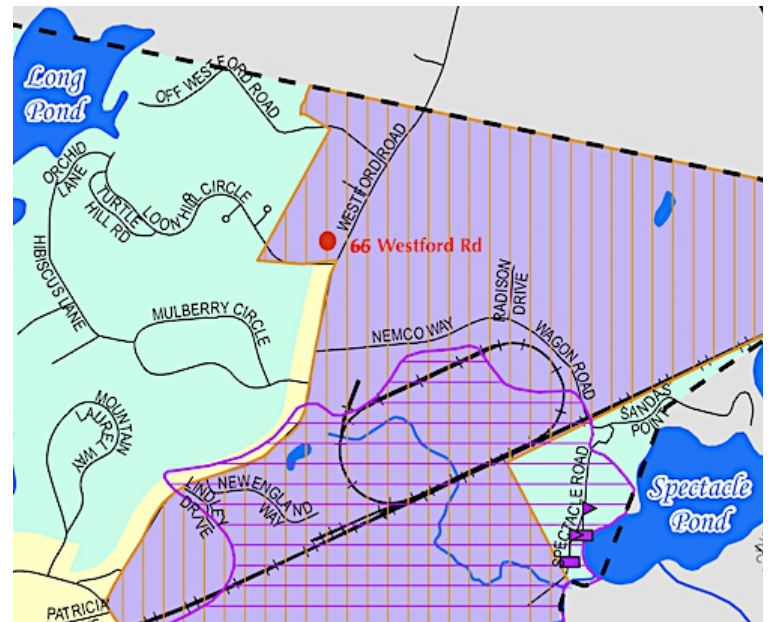 Long
Pond
OFF WESTFORD ROAD
ORCHID
LANE
TURTLE
HILL RD
LOON HILL CIRCLE
WESTFORD ROAD
66 Westford Rd
HIBISCUS LANE
MULBERRY CIRCLE
NEMCO WAY
RADISON
DRIVE
WAGON ROAD
SANDAS
POINT
MOUNTAIN
LAUREL WAY
LINDLEY
DRIVE
NEW ENGLAND
WAY
SPECTACLE ROAD
Spectacle
Pond
PATRICIA